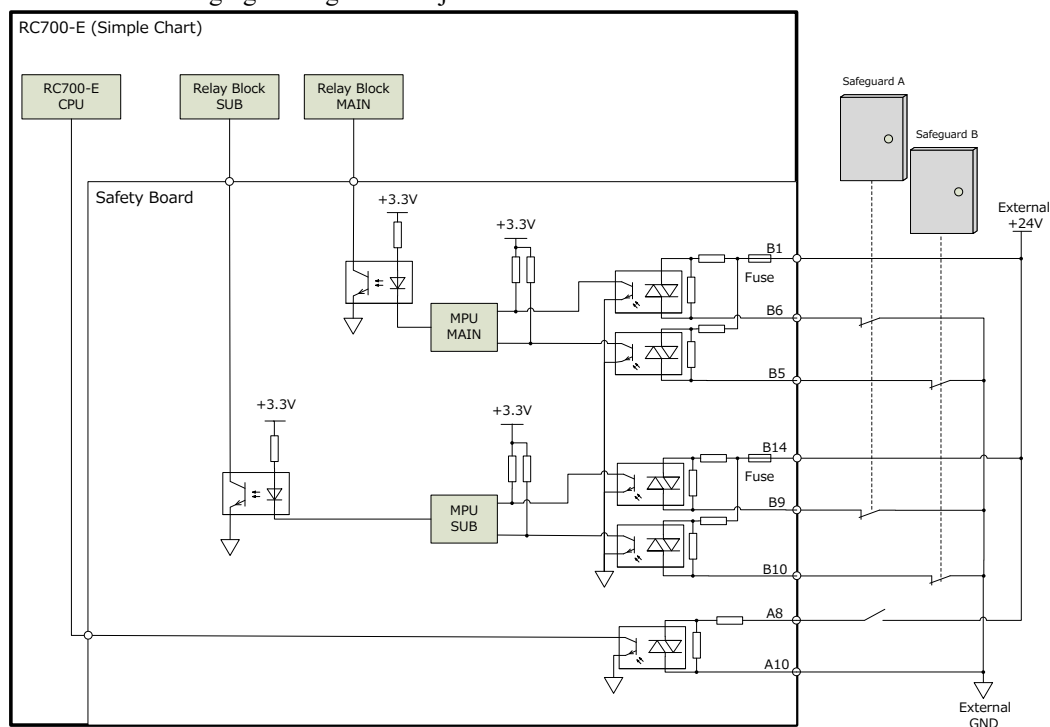 RC700-E (Simple Chart)
RC700-E
CPU
Relay Block
SUB
Relay Block
MAIN
Safeguard A
Safeguard B
Safety Board
+3.3V
+3.3V
External
+24V
B1
Fuse
MPU
MAIN
B6
B5
+3.3V
+3.3V
B14
Fuse
MPU
SUB
B9
B10
A8
A10
External
GND